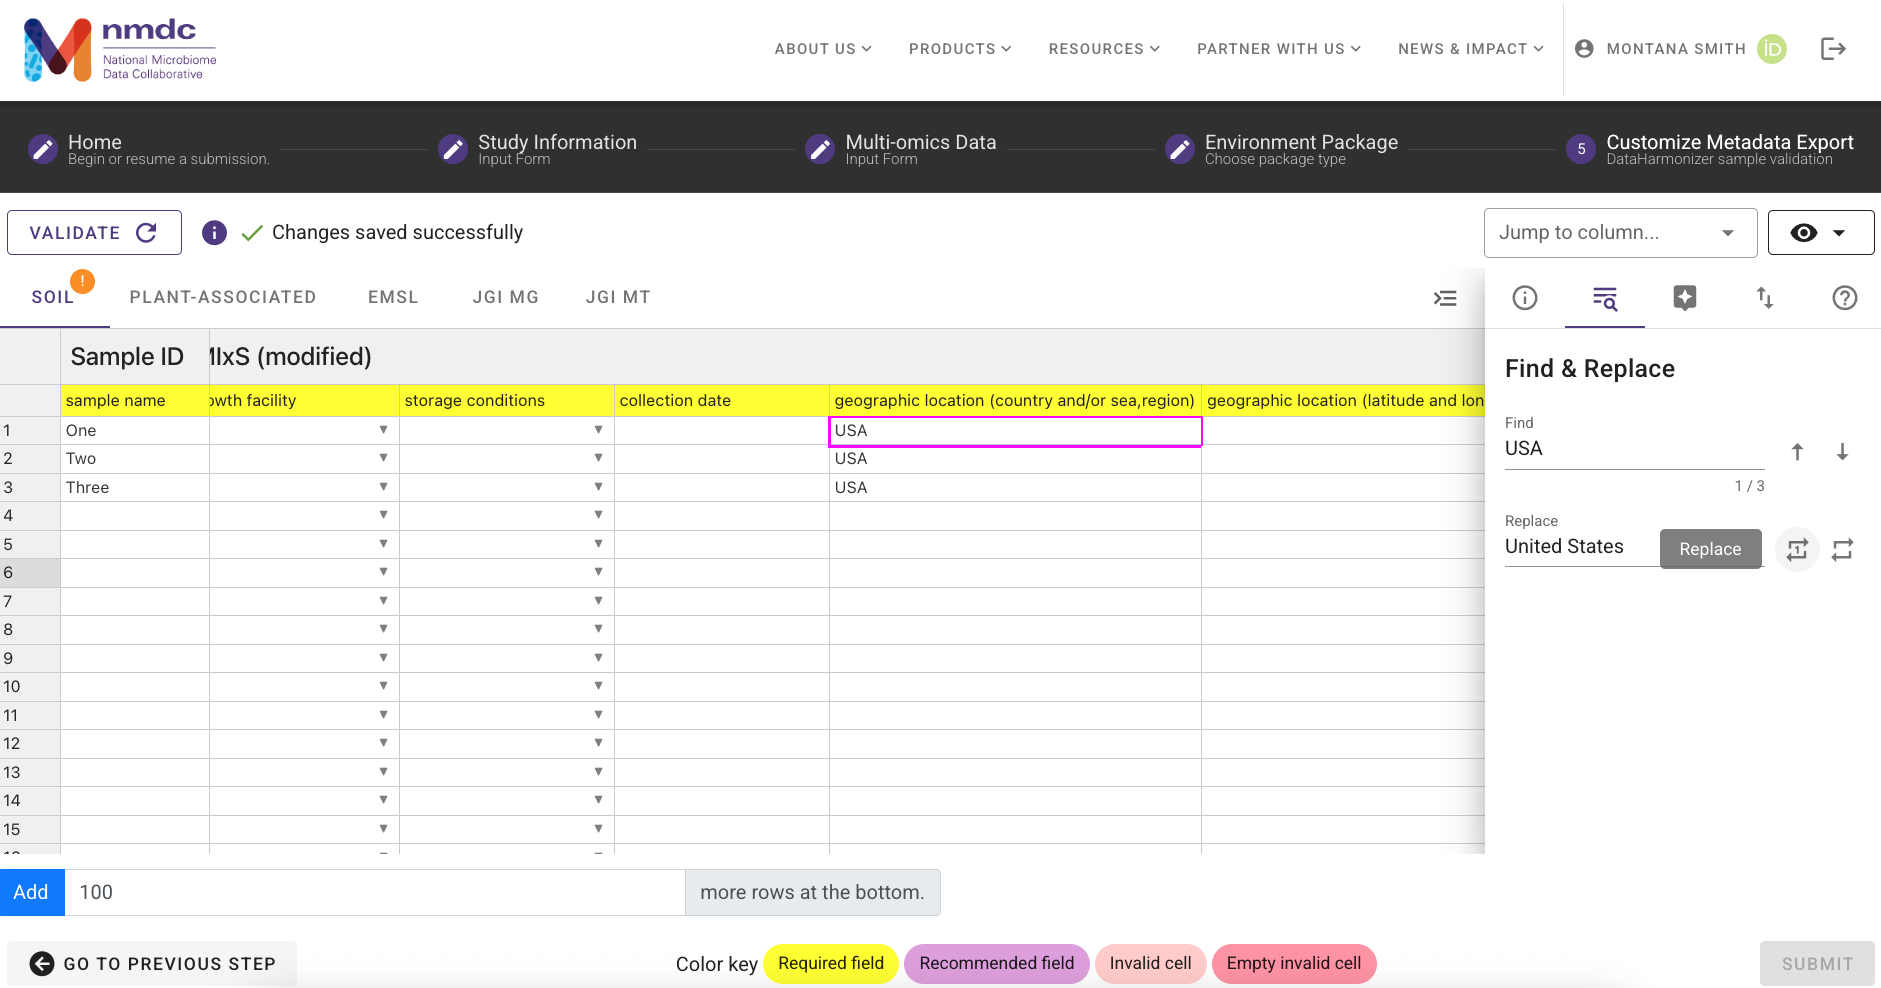 nmdc
National Microbiome
Data Collaborative
ABOUT US
PRODUCTS
RESOURCES
PARTNER WITH US
NEWS & IMPACT
MONTANA SMITH
iD
Home
Begin or resume a submission.
Study Information
Input Form
Multi-omics Data
Input Form
Environment Package
Choose package type
5
Customize Metadata Export
DataHarmonizer sample validation
VALIDATE
i
Changes saved successfully
Jump to column...
SOIL
!
PLANT-ASSOCIATED
EMSL
JGI MG
JGI MT
Sample ID
MIxS (modified)
sample name
owth facility
storage conditions
collection date
geographic location (country and/or sea,region)
geographic location (latitude and lon
1 One USA
2 Two USA
3 Three USA
4
5
6
7
8
9
10
11
12
13
14
15
Find & Replace
Find
USA
1 / 3
Replace
United States
Replace
1
Add
100
more rows at the bottom.
GO TO PREVIOUS STEP
Color key
Required field
Recommended field
Invalid cell
Empty invalid cell
SUBMIT